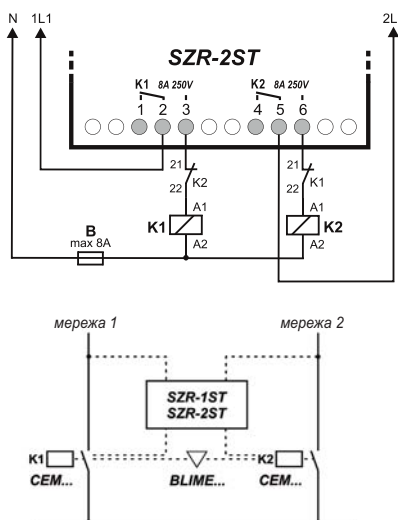 N 1L1 2L
SZR-2ST
K1 8A 250V K2 8A 250V
1 2 3 4 5 6
21 21
22 K2 22 K1
A1 A1
K1 K2
A2 A2
B
max 8A
мережа 1 мережа 2
SZR-1ST
SZR-2ST
K1 K2
CEM... BLIME... CEM...